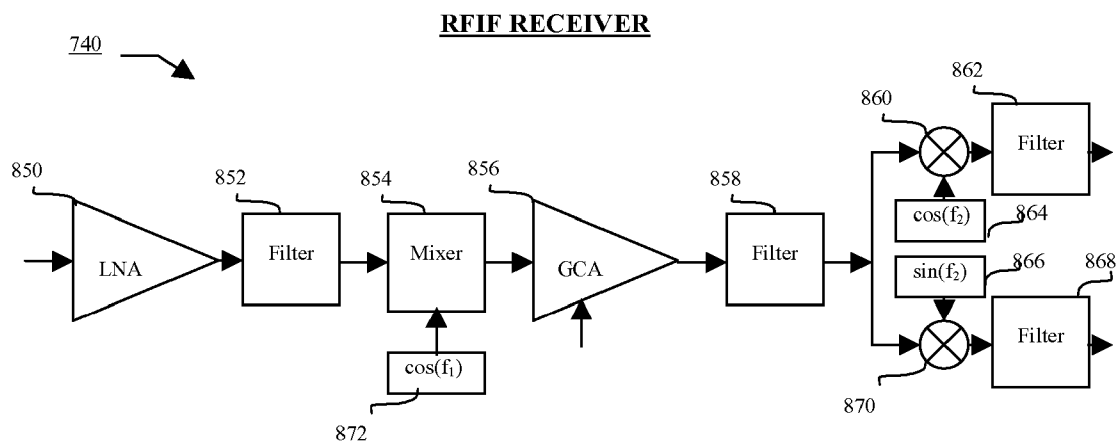 RFIF RECEIVER
740
850
LNA
852
Filter
854
Mixer
cos(f₁)
872
856
GCA
858
Filter
860
862
Filter
cos(f₂)
864
sin(f₂)
866
868
Filter
870